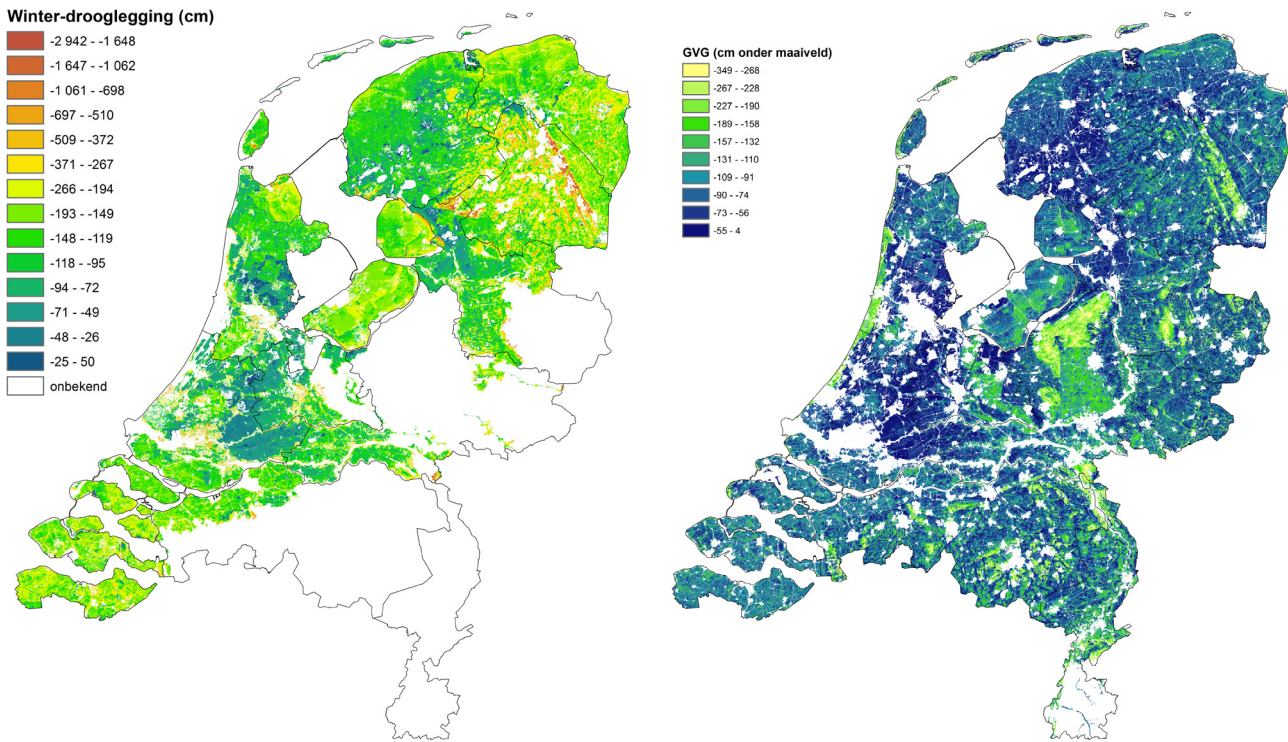 Winter-drooglegging (cm)
-2 942 - -1 648
-1 647 - -1 062
-1 061 - -698
-697 - -510
-509 - -372
-371 - -267
-266 - -194
-193 - -149
-148 - -119
-118 - -95
-94 - -72
-71 - -49
-48 - -26
-25 - 50
onbekend
GVG (cm onder maaiveld)
-349 - -268
-267 - -228
-227 - -190
-189 - -158
-157 - -132
-131 - -110
-109 - -91
-90 - -74
-73 - -56
-55 - 4